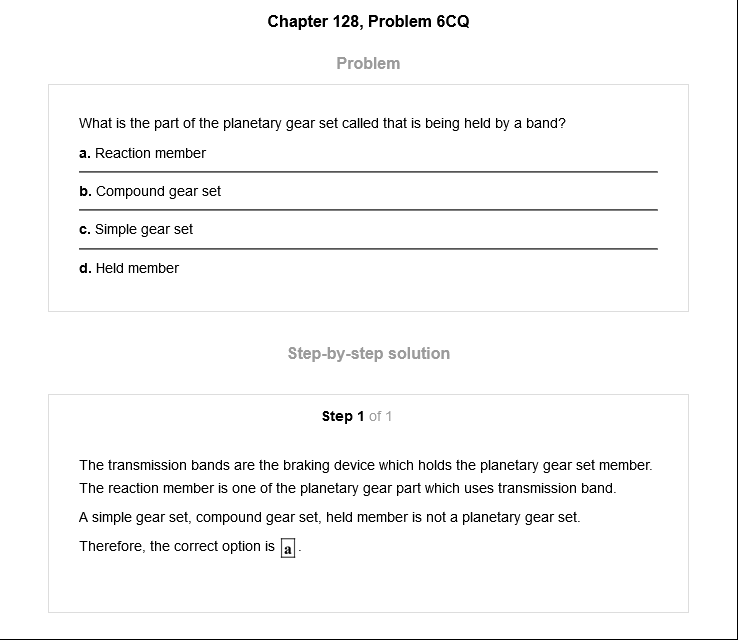 Chapter 128, Problem 6CQ
Problem
What is the part of the planetary gear set called that is being held by a band?
a. Reaction member
b. Compound gear set
c. Simple gear set
d. Held member
Step-by-step solution
Step 1 of 1
The transmission bands are the braking device which holds the planetary gear set member.
The reaction member is one of the planetary gear part which uses transmission band.
A simple gear set, compound gear set, held member is not a planetary gear set.
Therefore, the correct option is a.